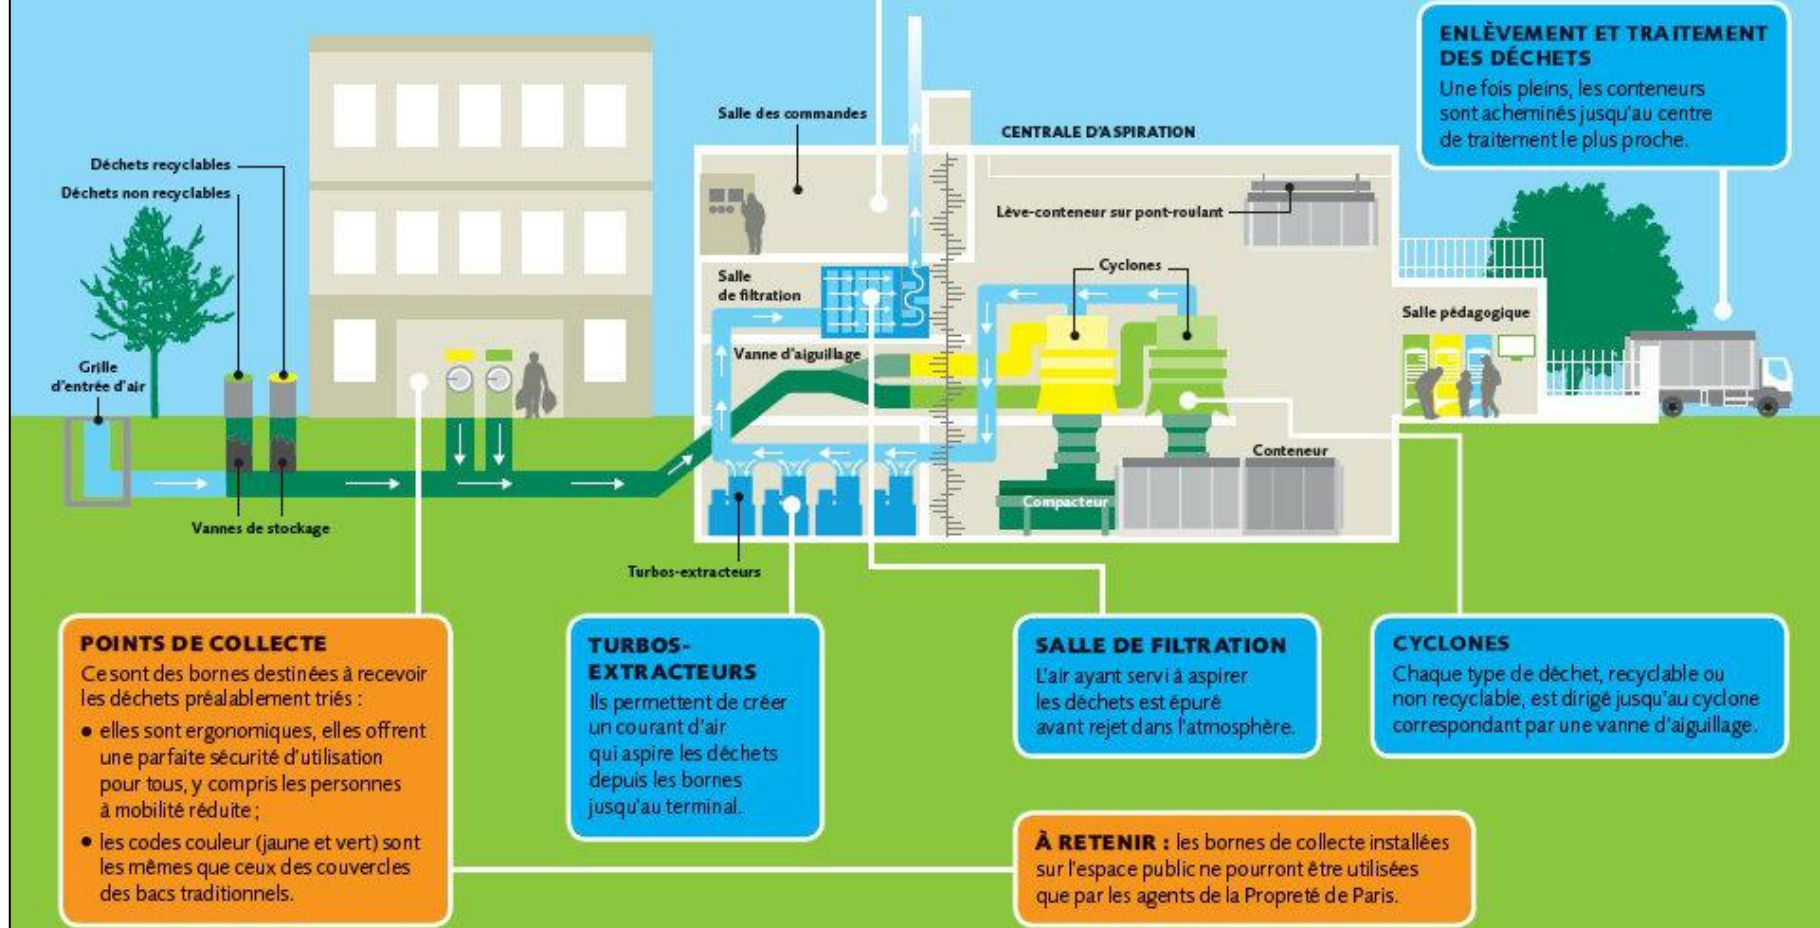 ENLÈVEMENT ET TRAITEMENT
DES DÉCHETS
Une fois pleins, les conteneurs
sont acheminés jusqu'au centre
de traitement le plus proche.
Salle des commandes
CENTRALE D'ASPIRATION
Déchets recyclables
Déchets non recyclables
Lève-conteneur sur pont-roulant
Cyclones
Salle
de filtration
Salle pédagogique
Vanne d'aiguillage
Grille
d'entrée d'air
Conteneur
Compacteur
Vannes de stockage
Turbos-extracteurs
POINTS DE COLLECTE
Ce sont des bornes destinées à recevoir
les déchets préalablement triés :
• elles sont ergonomiques, elles offrent
une parfaite sécurité d'utilisation
pour tous, y compris les personnes
à mobilité réduite ;
• les codes couleur (jaune et vert) sont
les mêmes que ceux des couvercles
des bacs traditionnels.
TURBOS-
EXTRACTEURS
Ils permettent de créer
un courant d'air
qui aspire les déchets
depuis les bornes
jusqu'au terminal.
SALLE DE FILTRATION
L'air ayant servi à aspirer
les déchets est épuré
avant rejet dans l'atmosphère.
CYCLONES
Chaque type de déchet, recyclable ou
non recyclable, est dirigé jusqu'au cyclone
correspondant par une vanne d'aiguillage.
À RETENIR : les bornes de collecte installées
sur l'espace public ne pourront être utilisées
que par les agents de la Propreté de Paris.